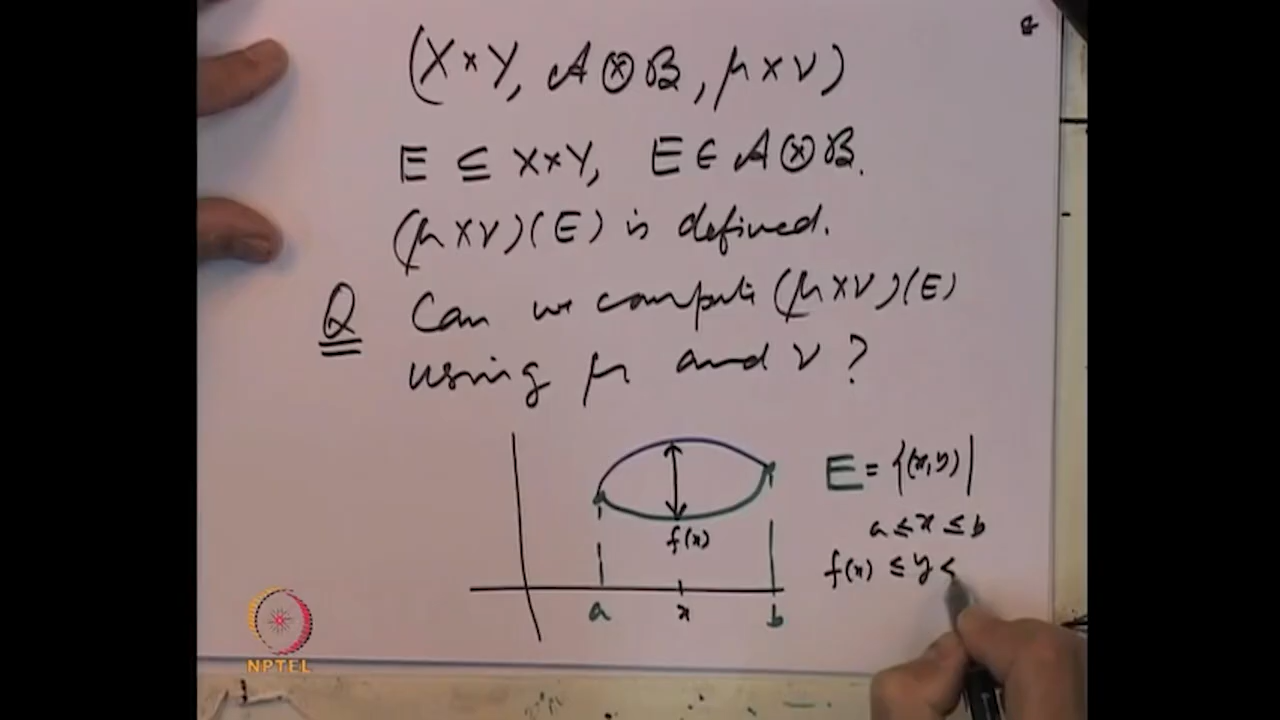 (X×Y, A⊗B, μ×ν)
E ⊆ X×Y, E ∈ A⊗B.
(μ×ν)(E) is defined.
Q Can we compute (μ×ν)(E)
using μ and ν?
E = {(x,y)|
a ≤ x ≤ b
f(x) ≤ y <
f(x)
a x b
NPTEL